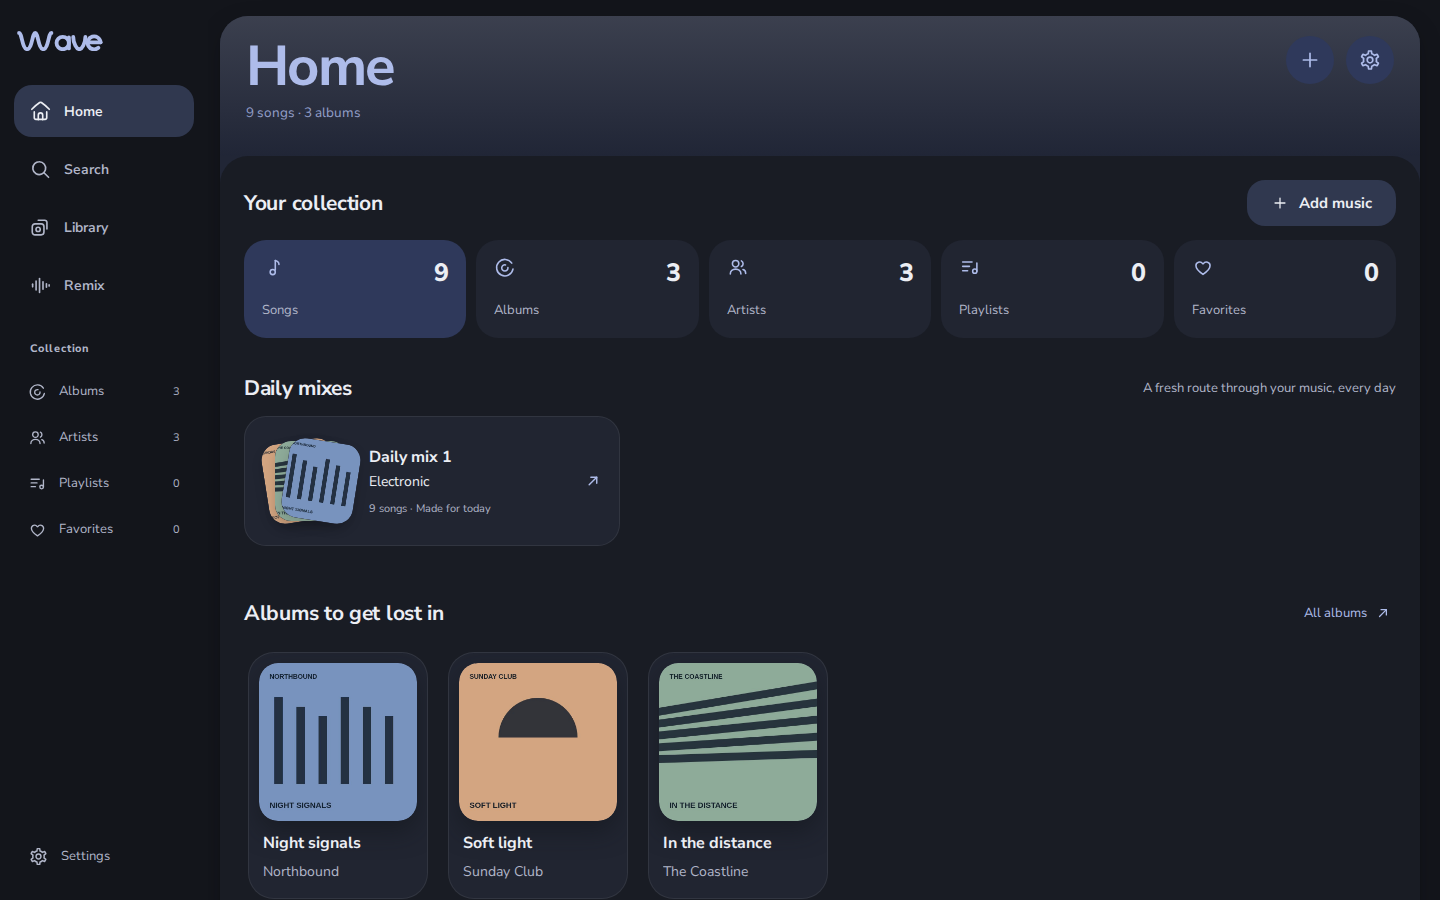 Wave
Home
Search
Library
Remix
Collection
Albums 3
Artists 3
Playlists 0
Favorites 0
Settings
Home
9 songs · 3 albums
Your collection
Add music
9
Songs
3
Albums
3
Artists
0
Playlists
0
Favorites
Daily mixes
A fresh route through your music, every day
Daily mix 1
Electronic
9 songs · Made for today
NIGHT SIGNALS
Albums to get lost in
All albums
NORTHBOUND
NIGHT SIGNALS
Night signals
Northbound
SUNDAY CLUB
SOFT LIGHT
Soft light
Sunday Club
THE COASTLINE
IN THE DISTANCE
In the distance
The Coastline